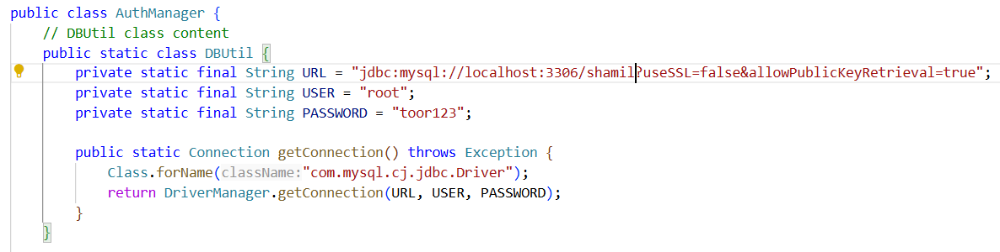 public class AuthManager {
// DBUtil class content
public static class DBUtil {
private static final String URL = "jdbc:mysql://localhost:3306/shamil?useSSL=false&allowPublicKeyRetrieval=true";
private static final String USER = "root";
private static final String PASSWORD = "toor123";
public static Connection getConnection() throws Exception {
Class.forName(className:"com.mysql.cj.jdbc.Driver");
return DriverManager.getConnection(URL, USER, PASSWORD);
}
}